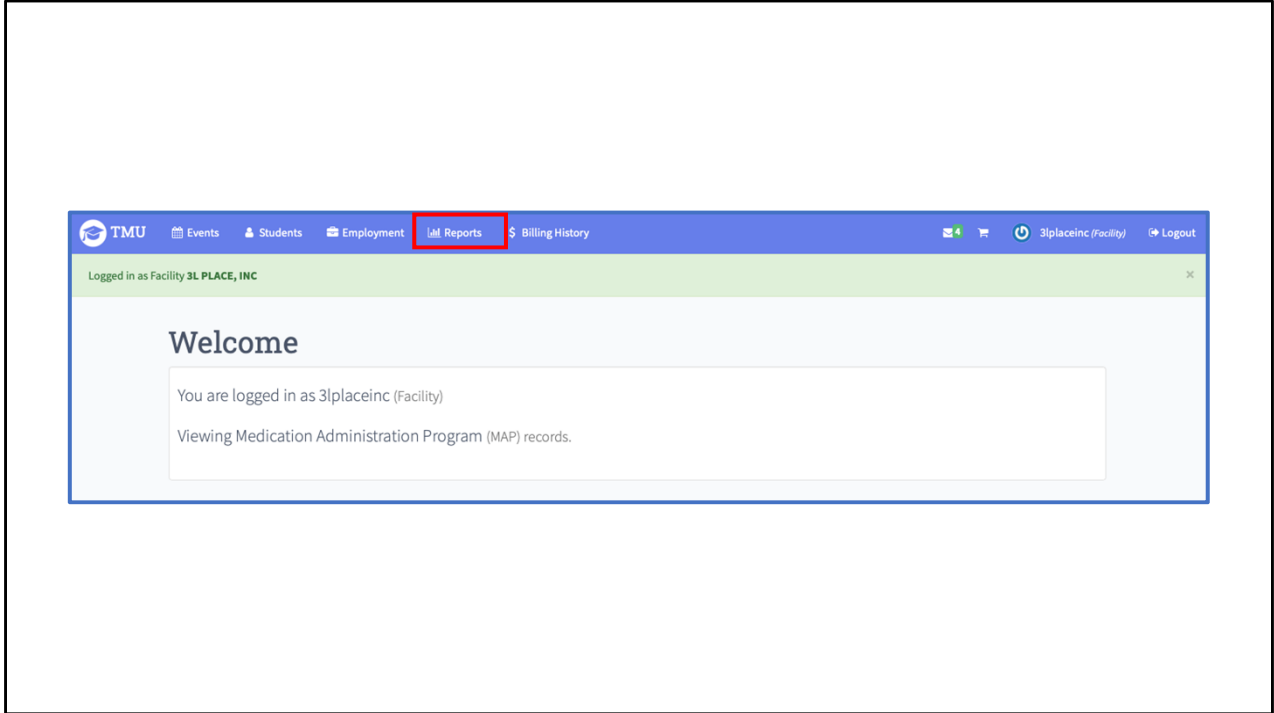 TMU Events Students Employment Reports $ Billing History 4 3lplaceinc (Facility) Logout
Logged in as Facility 3L PLACE, INC ×
Welcome
You are logged in as 3lplaceinc (Facility)
Viewing Medication Administration Program (MAP) records.